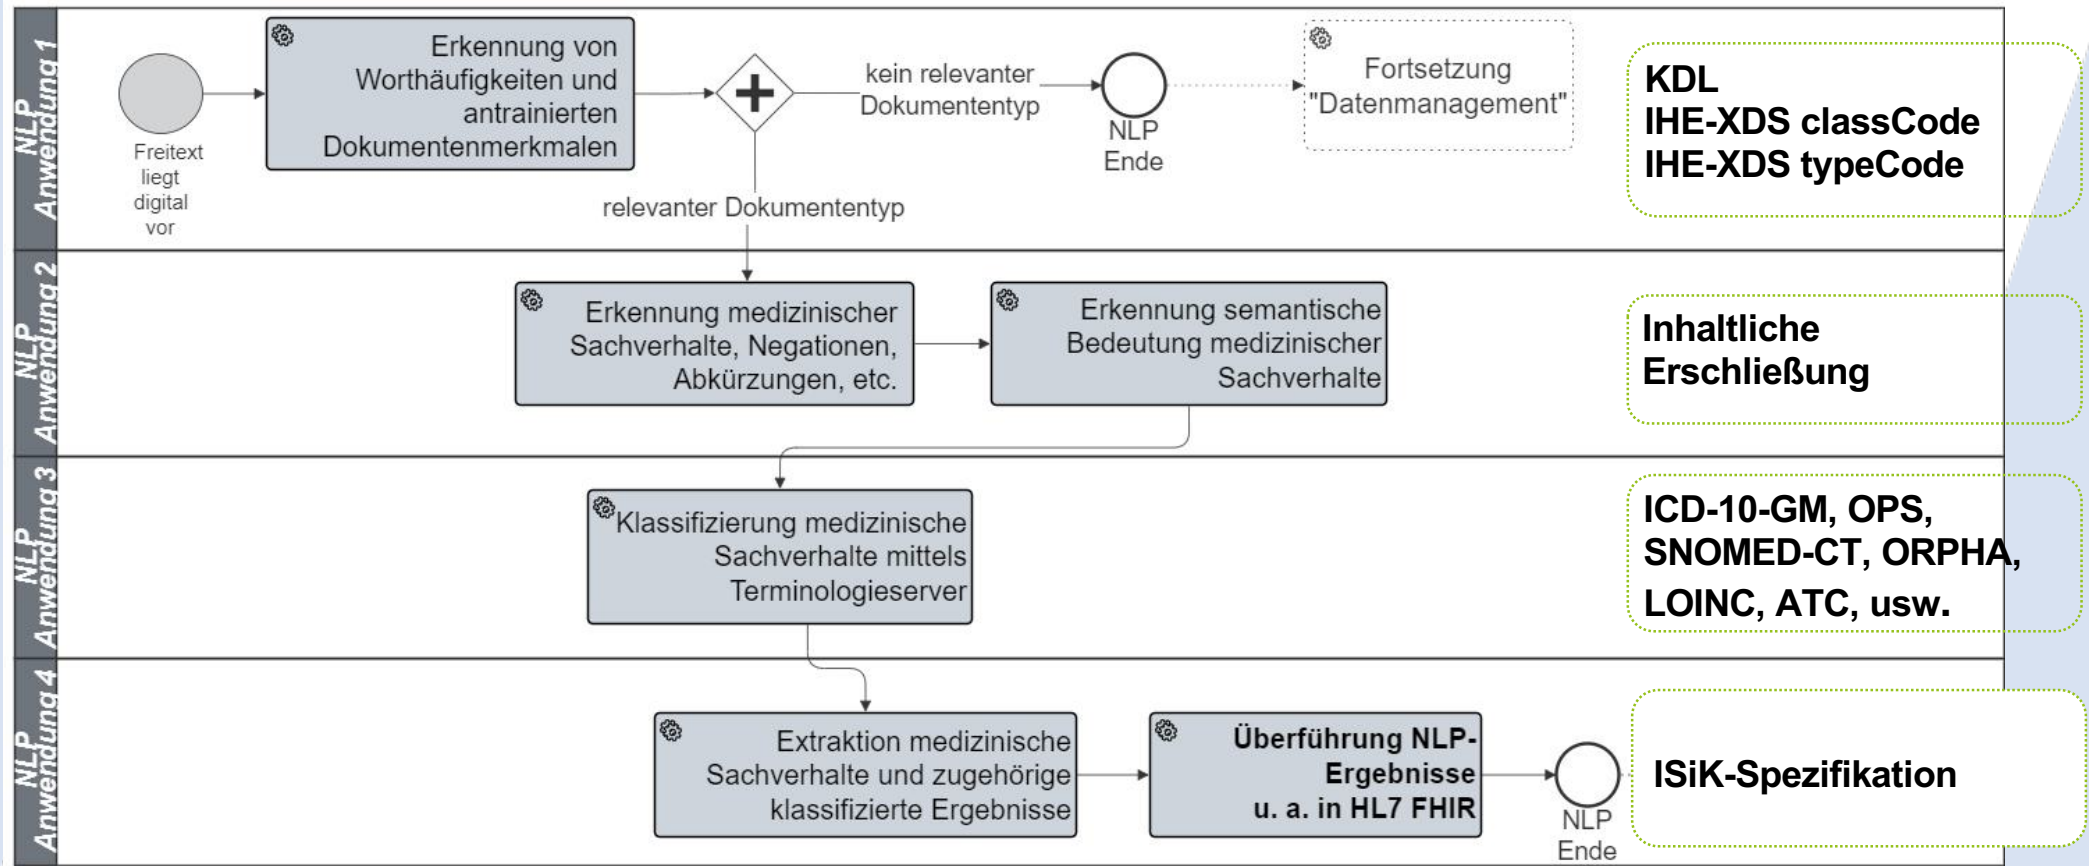 NLP
Anwendung 1
Freitext
liegt
digital
vor
Erkennung von
Worthäufigkeiten und
antrainierten
Dokumentenmerkmalen
kein relevanter
Dokumententyp
relevanter Dokumententyp
NLP
Ende
Fortsetzung
"Datenmanagement"
KDL
IHE-XDS classCode
IHE-XDS typeCode
NLP
Anwendung 2
Erkennung medizinischer
Sachverhalte, Negationen,
Abkürzungen, etc.
Erkennung semantische
Bedeutung medizinischer
Sachverhalte
Inhaltliche
Erschließung
NLP
Anwendung 3
Klassifizierung medizinische
Sachverhalte mittels
Terminologieserver
ICD-10-GM, OPS,
SNOMED-CT, ORPHA,
LOINC, ATC, usw.
NLP
Anwendung 4
Extraktion medizinische
Sachverhalte und zugehörige
klassifizierte Ergebnisse
Überführung NLP-
Ergebnisse
u. a. in HL7 FHIR
NLP
Ende
ISiK-Spezifikation